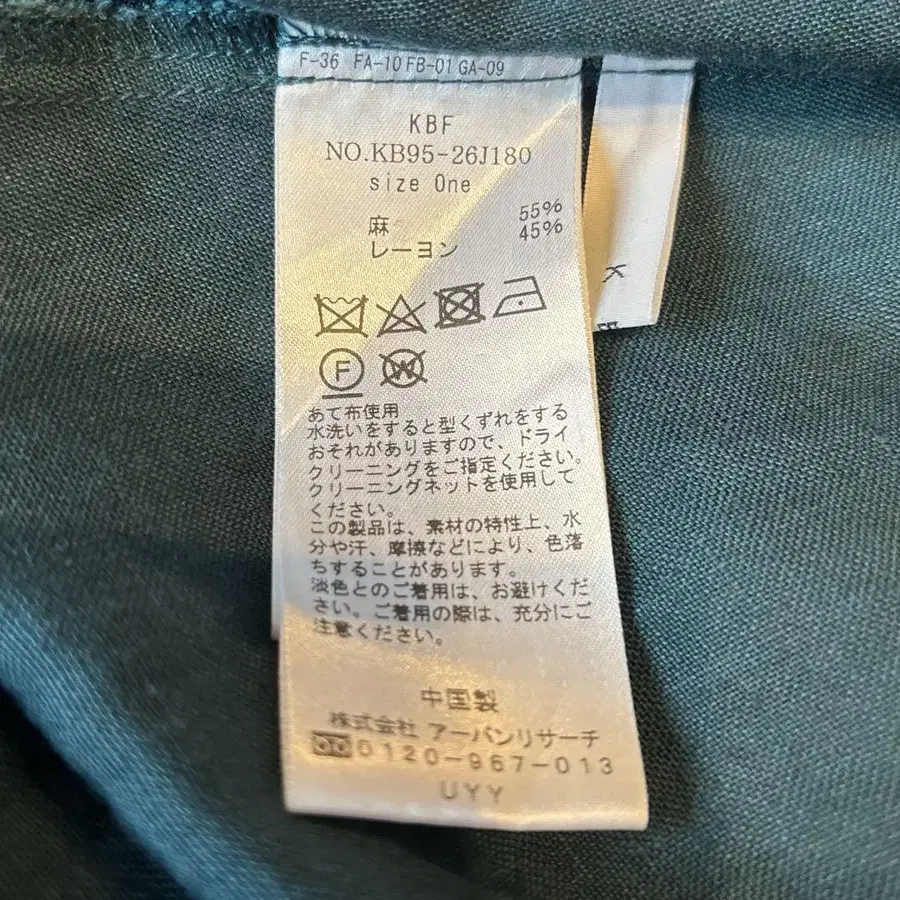 F-36 FA-10 FB-01 GA-09
KBF
NO.KB95-26J180
size One
麻 55%
レーヨン 45%
F W
あて布使用
水洗いをすると型くずれをする
おそれがありますので、ドライ
クリーニングをご指定ください。
クリーニングネットを使用して
ください。
この製品は、素材の特性上、水
分や汗、摩擦などにより、色落
ちすることがあります。
淡色とのご着用は、お避けくだ
さい。ご着用の際は、充分にご
注意ください。
中国製
株式会社 アーバンリサーチ
0120-967-013
UYY
K